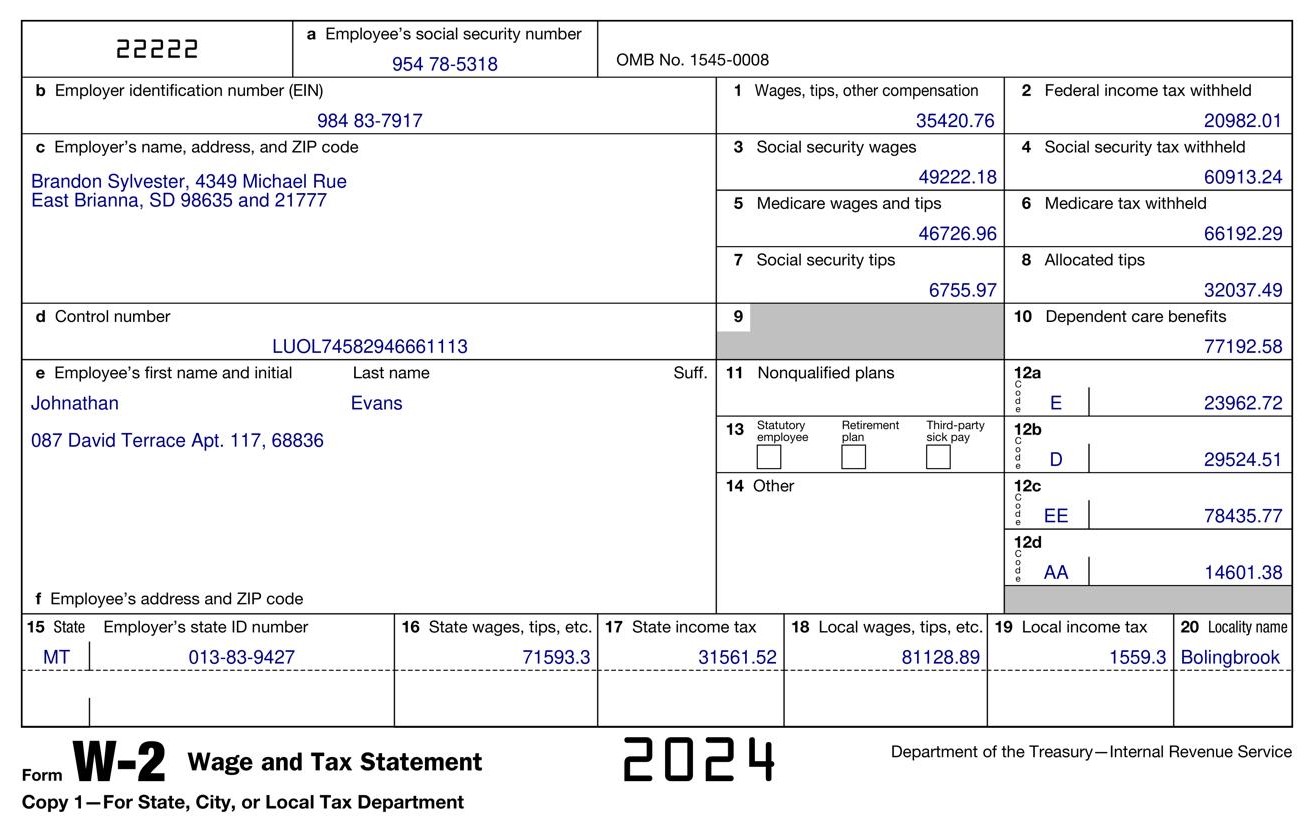 22222
a Employee's social security number
954 78-5318
OMB No. 1545-0008
b Employer identification number (EIN)
984 83-7917
1 Wages, tips, other compensation
35420.76
2 Federal income tax withheld
20982.01
c Employer's name, address, and ZIP code
Brandon Sylvester, 4349 Michael Rue
East Brianna, SD 98635 and 21777
3 Social security wages
49222.18
4 Social security tax withheld
60913.24
5 Medicare wages and tips
46726.96
6 Medicare tax withheld
66192.29
7 Social security tips
6755.97
8 Allocated tips
32037.49
d Control number
LUOL74582946661113
9
10 Dependent care benefits
77192.58
e Employee's first name and initial Last name Suff.
Johnathan Evans
087 David Terrace Apt. 117, 68836
f Employee's address and ZIP code
11 Nonqualified plans
12a
Code E 23962.72
13 Statutory employee Retirement plan Third-party sick pay
12b
Code D 29524.51
14 Other
12c
Code EE 78435.77
12d
Code AA 14601.38
15 State Employer's state ID number
MT 013-83-9427
16 State wages, tips, etc.
71593.3
17 State income tax
31561.52
18 Local wages, tips, etc.
81128.89
19 Local income tax
1559.3
20 Locality name
Bolingbrook
Form W-2 Wage and Tax Statement
2024
Department of the Treasury—Internal Revenue Service
Copy 1—For State, City, or Local Tax Department